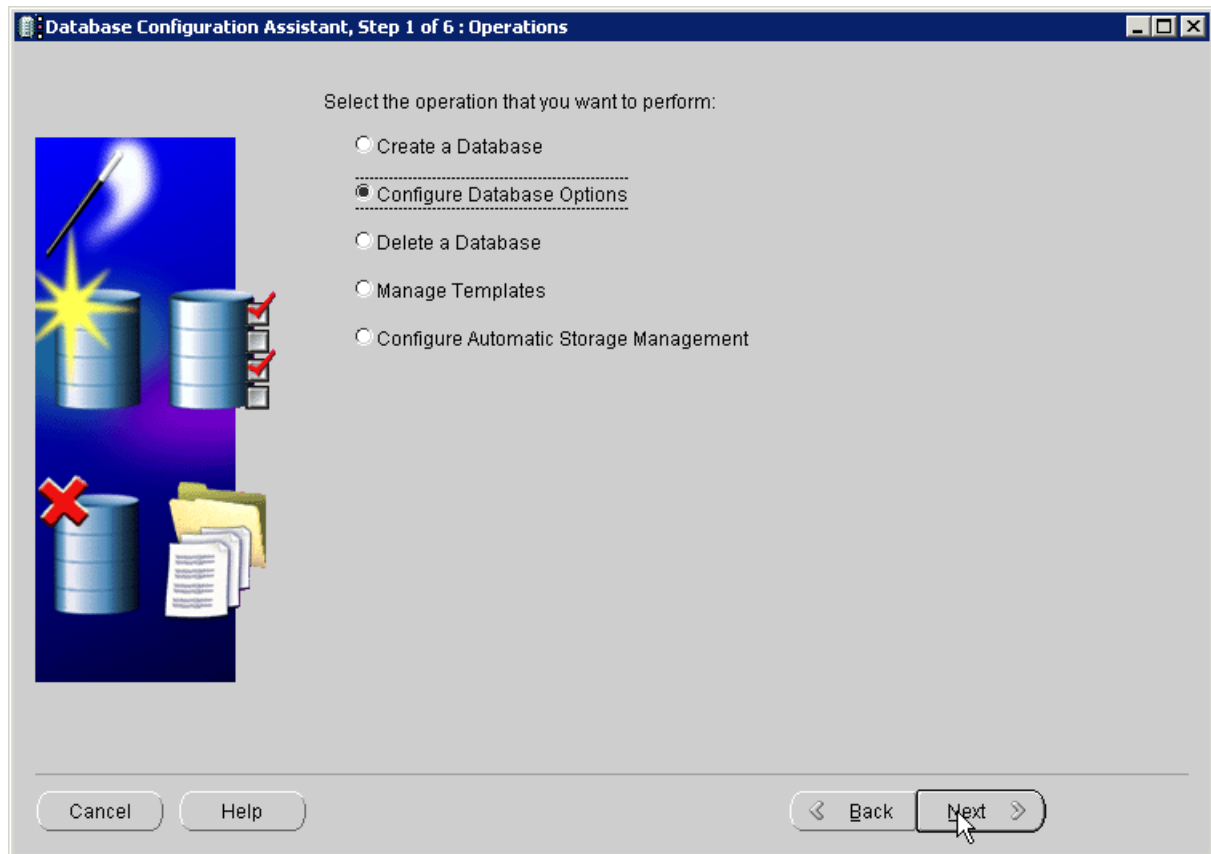 Database Configuration Assistant, Step 1 of 6 : Operations
Select the operation that you want to perform:
Create a Database
Configure Database Options
Delete a Database
Manage Templates
Configure Automatic Storage Management
Cancel
Help
Back
Next